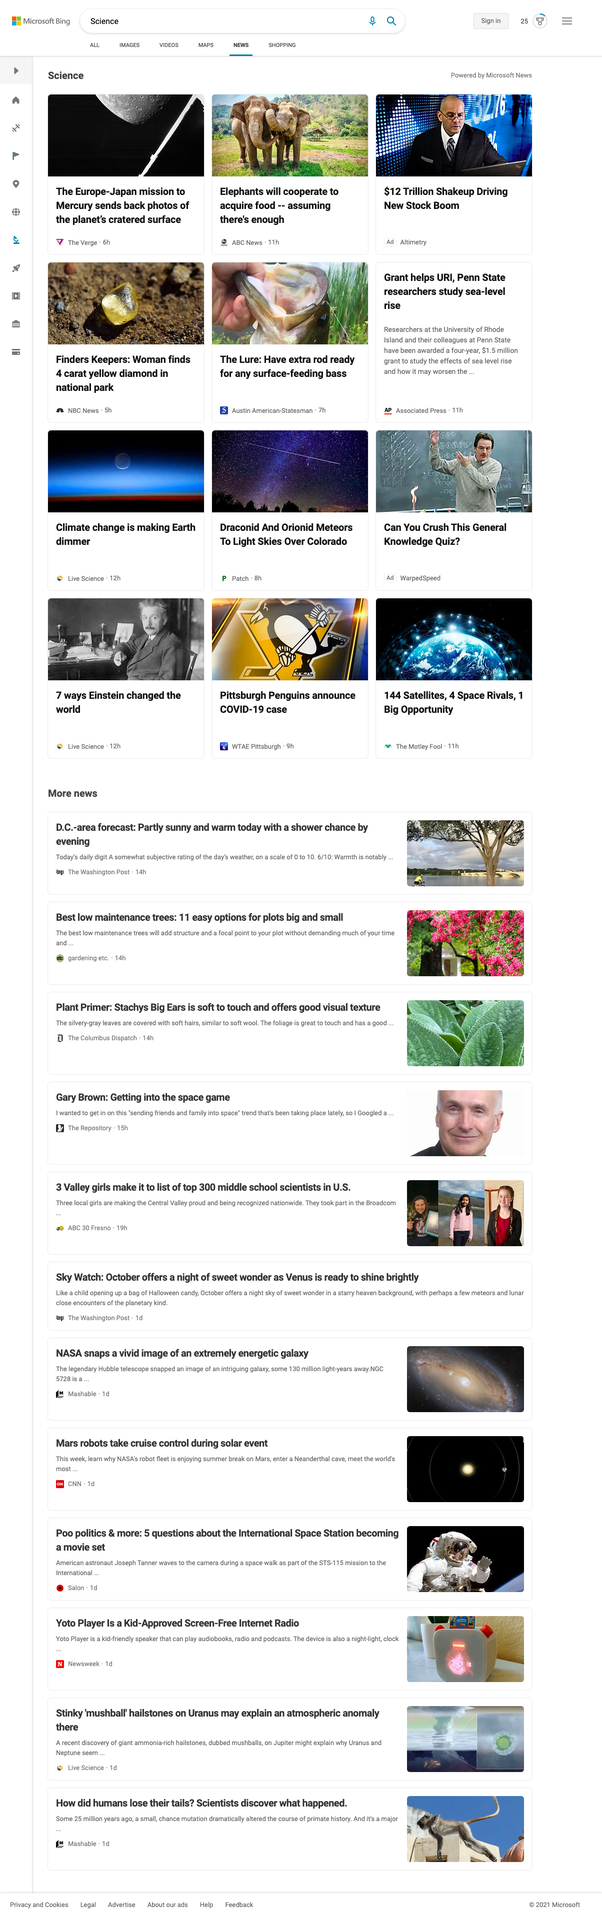 Microsoft Bing
Science
Sign in
25
ALL IMAGES VIDEOS MAPS NEWS SHOPPING
Science
Powered by Microsoft News
The Europe-Japan mission to
Mercury sends back photos of
the planet's cratered surface
The Verge · 6h
Elephants will cooperate to
acquire food -- assuming
there's enough
ABC News · 11h
$12 Trillion Shakeup Driving
New Stock Boom
Ad Altimetry
Finders Keepers: Woman finds
4 carat yellow diamond in
national park
NBC News · 5h
The Lure: Have extra rod ready
for any surface-feeding bass
Austin American-Statesman · 7h
Grant helps URI, Penn State
researchers study sea-level
rise
Researchers at the University of Rhode
Island and their colleagues at Penn State
have been awarded a four-year, $1.5 million
grant to study the effects of sea level rise
and how it may worsen the ...
AP Associated Press · 11h
Climate change is making Earth
dimmer
Live Science · 12h
Draconid And Orionid Meteors
To Light Skies Over Colorado
Patch · 8h
Can You Crush This General
Knowledge Quiz?
Ad WarpedSpeed
7 ways Einstein changed the
world
Live Science · 12h
Pittsburgh Penguins announce
COVID-19 case
WTAE Pittsburgh · 9h
144 Satellites, 4 Space Rivals, 1
Big Opportunity
The Motley Fool · 11h
More news
D.C.-area forecast: Partly sunny and warm today with a shower chance by
evening
Today's daily digit A somewhat subjective rating of the day's weather, on a scale of 0 to 10. 6/10: Warmth is notably ...
The Washington Post · 14h
Best low maintenance trees: 11 easy options for plots big and small
The best low maintenance trees will add structure and a focal point to your plot without demanding much of your time
and ...
gardening etc. · 14h
Plant Primer: Stachys Big Ears is soft to touch and offers good visual texture
The silvery-gray leaves are covered with soft hairs, similar to soft wool. The foliage is great to touch and has a good ...
The Columbus Dispatch · 14h
Gary Brown: Getting into the space game
I wanted to get in on this "sending friends and family into space" trend that's been taking place lately, so I Googled a ...
The Repository · 15h
3 Valley girls make it to list of top 300 middle school scientists in U.S.
Three local girls are making the Central Valley proud and being recognized nationwide. They took part in the Broadcom
...
ABC 30 Fresno · 19h
Sky Watch: October offers a night of sweet wonder as Venus is ready to shine brightly
Like a child opening up a bag of Halloween candy, October offers a night sky of sweet wonder in a starry heaven background, with perhaps a few meteors and lunar
close encounters of the planetary kind.
The Washington Post · 1d
NASA snaps a vivid image of an extremely energetic galaxy
The legendary Hubble telescope snapped an image of an intriguing galaxy, some 130 million light-years away.NGC
5728 is a ...
Mashable · 1d
Mars robots take cruise control during solar event
This week, learn why NASA's robot fleet is enjoying summer break on Mars, enter a Neanderthal cave, meet the world's
most ...
CNN · 1d
Poo politics & more: 5 questions about the International Space Station becoming
a movie set
American astronaut Joseph Tanner waves to the camera during a space walk as part of the STS-115 mission to the
International ...
Salon · 1d
Yoto Player Is a Kid-Approved Screen-Free Internet Radio
Yoto Player is a kid-friendly speaker that can play audiobooks, radio and podcasts. The device is also a night-light, clock
...
Newsweek · 1d
Stinky 'mushball' hailstones on Uranus may explain an atmospheric anomaly
there
A recent discovery of giant ammonia-rich hailstones, dubbed mushballs, on Jupiter might explain why Uranus and
Neptune seem ...
Live Science · 1d
How did humans lose their tails? Scientists discover what happened.
Some 25 million years ago, a small, chance mutation dramatically altered the course of primate history. And it's a major
...
Mashable · 1d
Privacy and Cookies Legal Advertise About our ads Help Feedback
© 2021 Microsoft